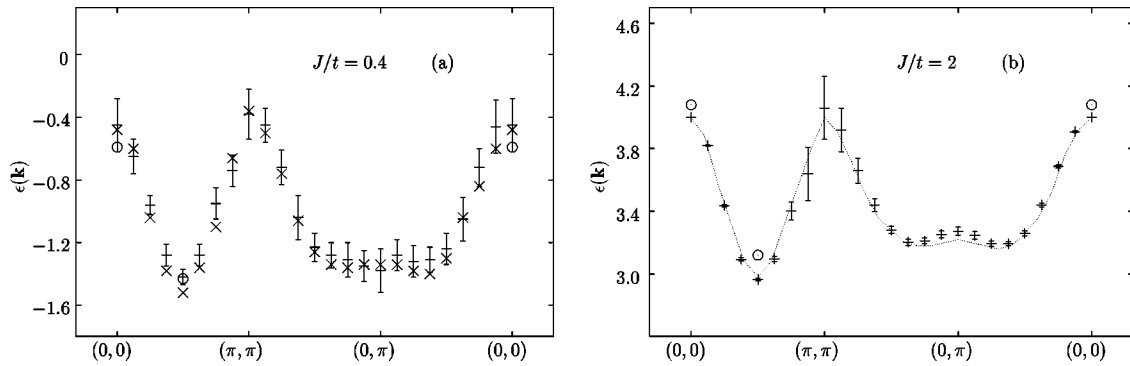 0
−0.4
−0.8
−1.2
−1.6
ϵ(k)
J/t = 0.4 (a)
(0, 0) (π, π) (0, π) (0, 0)
4.6
4.2
3.8
3.4
3.0
ϵ(k)
J/t = 2 (b)
(0, 0) (π, π) (0, π) (0, 0)